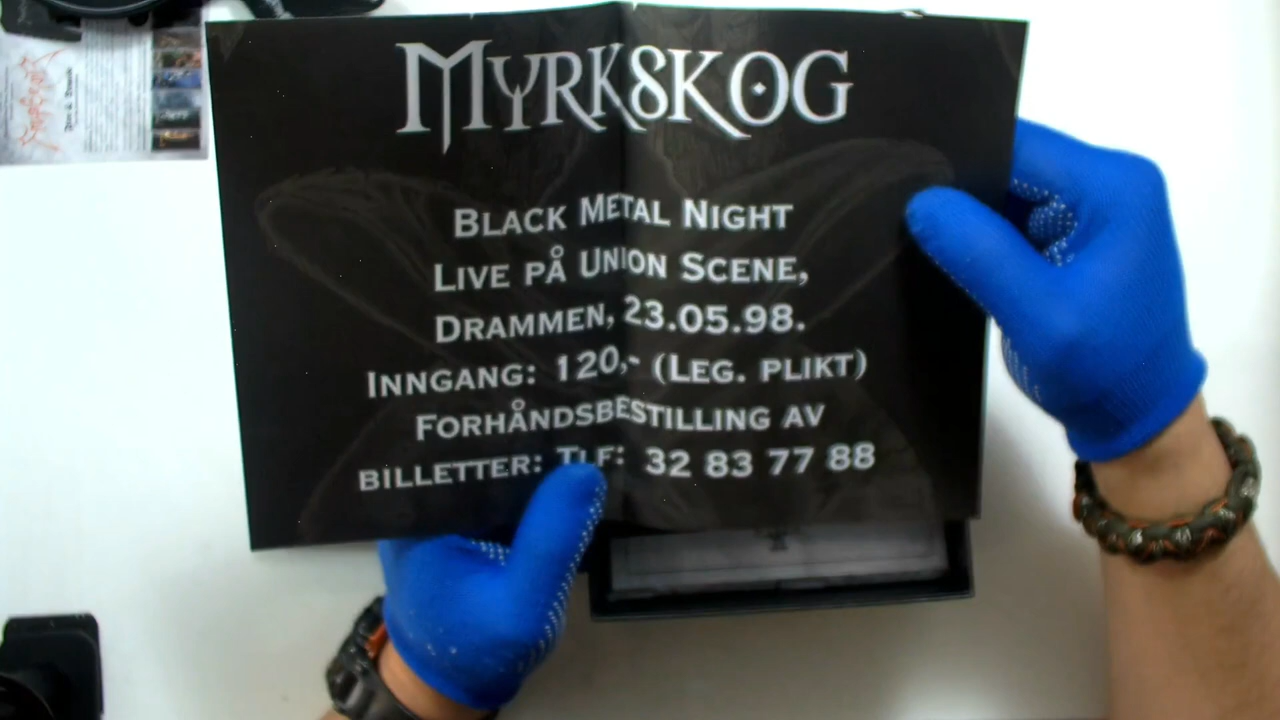 Myrkskog
Black Metal Night
Live på Union Scene,
Drammen, 23.05.98.
Inngang: 120,- (Leg. plikt)
Forhåndsbestilling av
billetter: Tlf: 32 83 77 88